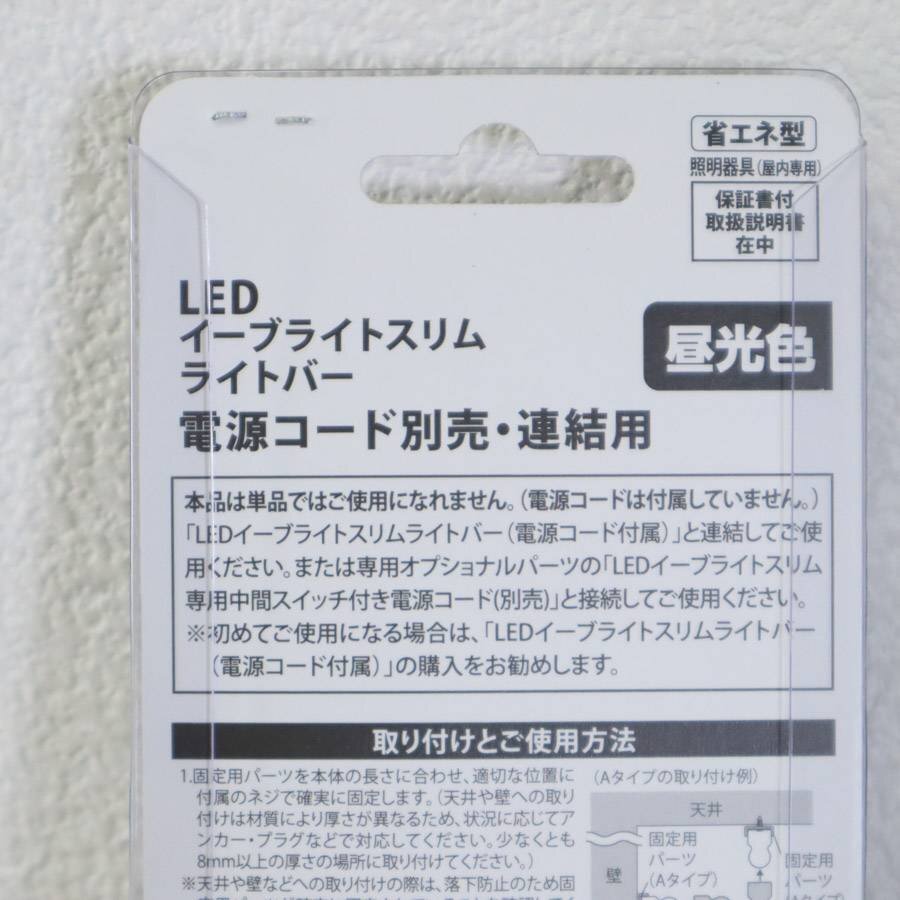 省エネ型
照明器具(屋内専用)
保証書付
取扱説明書
在中
LED
イーブライトスリム
ライトバー
昼光色
電源コード別売・連結用
本品は単品ではご使用になれません。(電源コードは付属していません。)
「LEDイーブライトスリムライトバー(電源コード付属)」と連結してご使
用ください。または専用オプショナルパーツの「LEDイーブライトスリム
専用中間スイッチ付き電源コード(別売)」と接続してご使用ください。
※初めてご使用になる場合は、「LEDイーブライトスリムライトバー
(電源コード付属)」の購入をお勧めします。
取り付けとご使用方法
1.固定用パーツを本体の長さに合わせ、適切な位置に
付属のネジで確実に固定します。(天井や壁への取り
付けは材質により厚さが異なるため、状況に応じてア
ンカー・プラグなどで対応してください。少なくとも
8mm以上の厚さの場所に取り付けてください。)
※天井や壁などへの取り付けの際は、落下防止のため固
(Aタイプの取り付け例)
天井
固定用
パーツ
(Aタイプ)
壁
固定用
パーツ